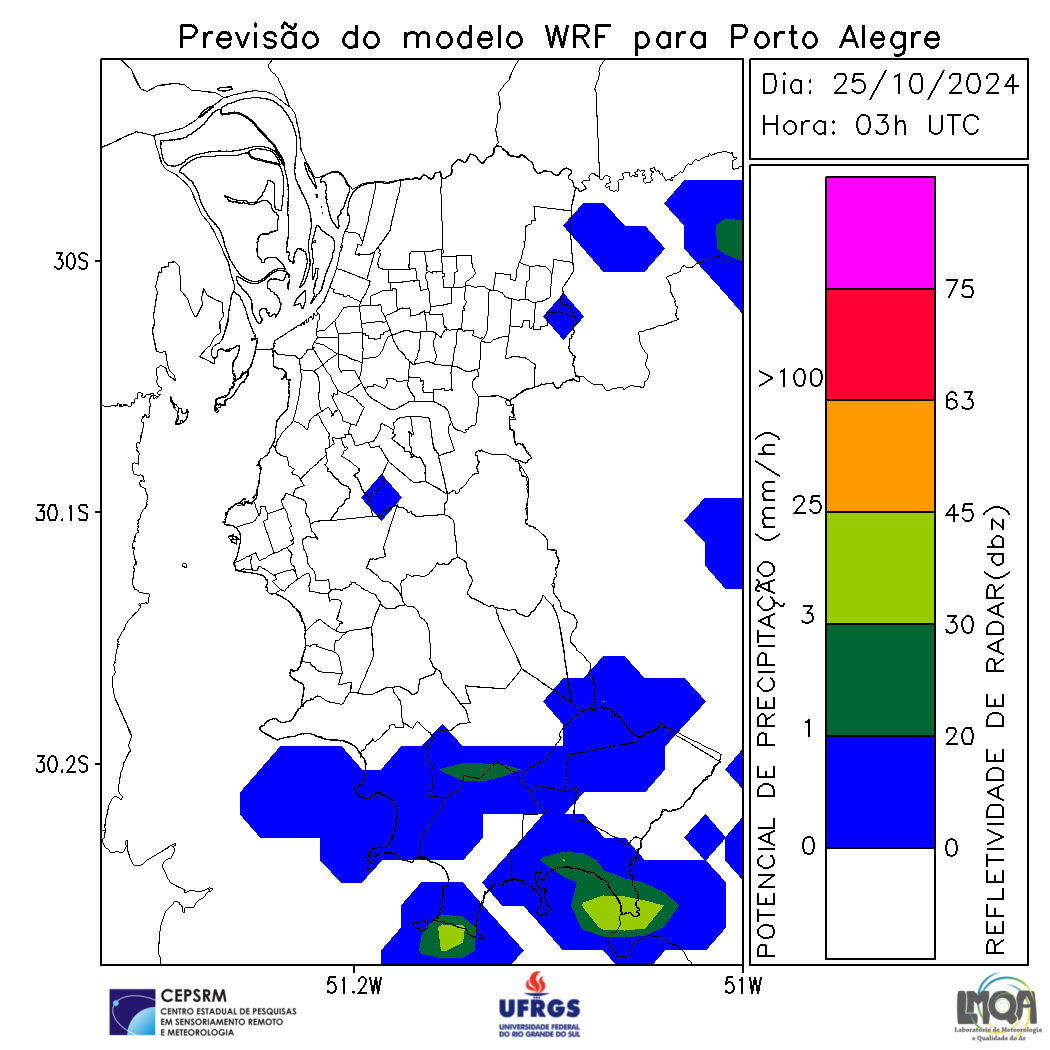 Previsão do modelo WRF para Porto Alegre
Dia: 25/10/2024
Hora: 03h UTC
30S
30.1S
30.2S
51.2W
51W
POTENCIAL DE PRECIPITAÇÃO (mm/h)
>100
25
3
1
0
75
63
45
30
20
0
REFLETIVIDADE DE RADAR(dbz)
CEPSRM
CENTRO ESTADUAL DE PESQUISAS
EM SENSORIAMENTO REMOTO
E METEOROLOGIA
UFRGS
UNIVERSIDADE FEDERAL
DO RIO GRANDE DO SUL
LMQA
Laboratório de Meteorologia
e Qualidade do Ar